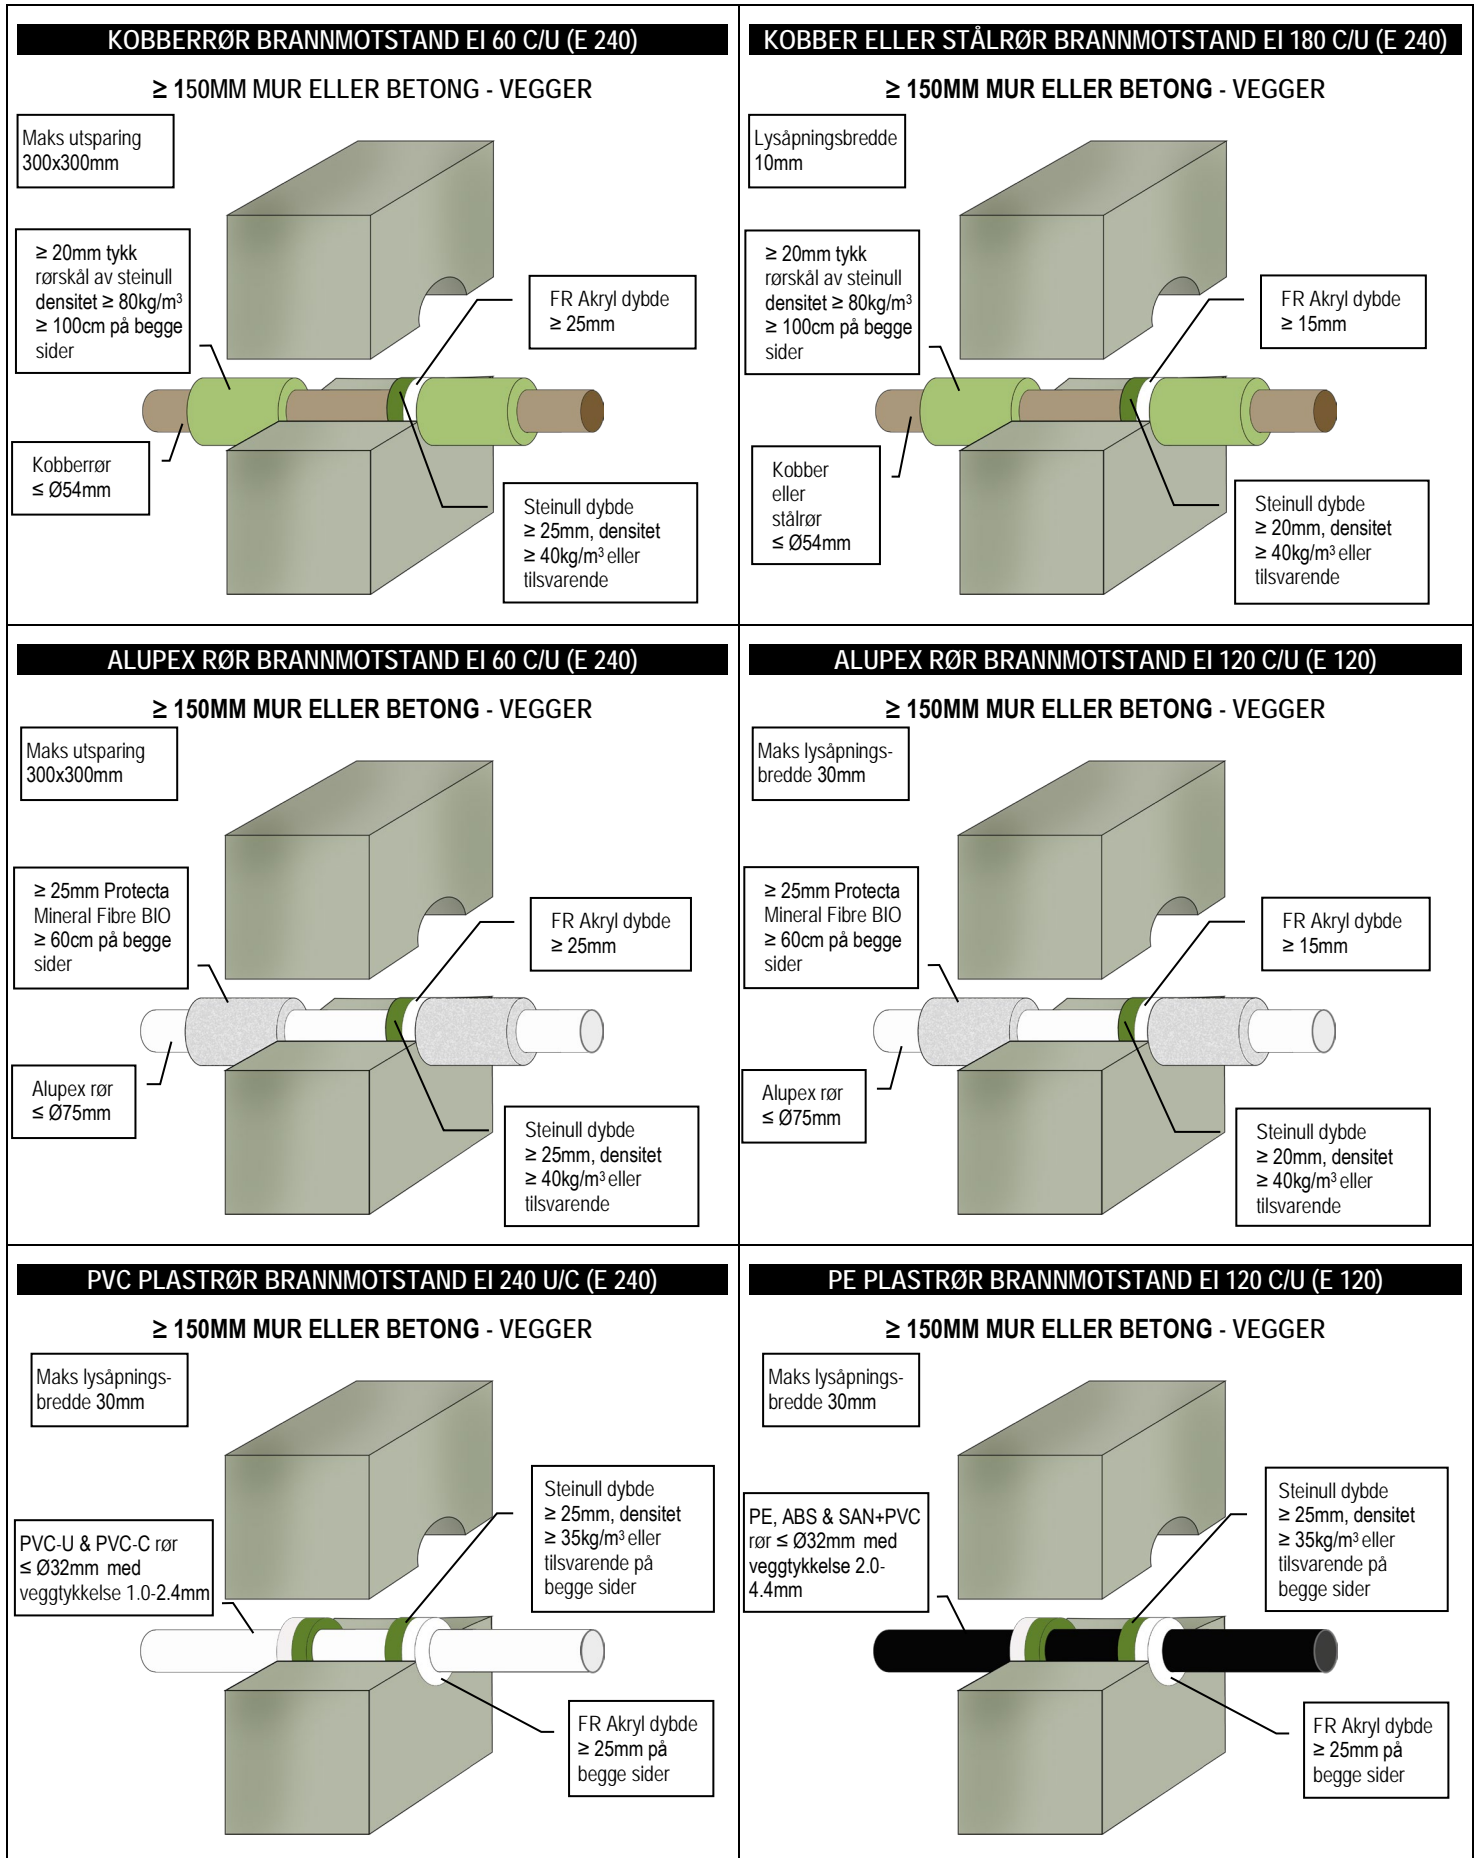 KOBBERRØR BRANNMOTSTAND EI 60 C/U (E 240)
≥ 150MM MUR ELLER BETONG - VEGGER
Maks utsparing
300x300mm
≥ 20mm tykk
rørskål av steinull
densitet ≥ 80kg/m³
≥ 100cm på begge
sider
FR Akryl dybde
≥ 25mm
Kobberrør
≤ Ø54mm
Steinull dybde
≥ 25mm, densitet
≥ 40kg/m³ eller
tilsvarende
KOBBER ELLER STÅLRØR BRANNMOTSTAND EI 180 C/U (E 240)
≥ 150MM MUR ELLER BETONG - VEGGER
Lysåpningsbredde
10mm
≥ 20mm tykk
rørskål av steinull
densitet ≥ 80kg/m³
≥ 100cm på begge
sider
FR Akryl dybde
≥ 15mm
Kobber
eller
stålrør
≤ Ø54mm
Steinull dybde
≥ 20mm, densitet
≥ 40kg/m³ eller
tilsvarende
ALUPEX RØR BRANNMOTSTAND EI 60 C/U (E 240)
≥ 150MM MUR ELLER BETONG - VEGGER
Maks utsparing
300x300mm
≥ 25mm Protecta
Mineral Fibre BIO
≥ 60cm på begge
sider
FR Akryl dybde
≥ 25mm
Alupex rør
≤ Ø75mm
Steinull dybde
≥ 25mm, densitet
≥ 40kg/m³ eller
tilsvarende
ALUPEX RØR BRANNMOTSTAND EI 120 C/U (E 120)
≥ 150MM MUR ELLER BETONG - VEGGER
Maks lysåpnings-
bredde 30mm
≥ 25mm Protecta
Mineral Fibre BIO
≥ 60cm på begge
sider
FR Akryl dybde
≥ 15mm
Alupex rør
≤ Ø75mm
Steinull dybde
≥ 20mm, densitet
≥ 40kg/m³ eller
tilsvarende
PVC PLASTRØR BRANNMOTSTAND EI 240 U/C (E 240)
≥ 150MM MUR ELLER BETONG - VEGGER
Maks lysåpnings-
bredde 30mm
Steinull dybde
≥ 25mm, densitet
≥ 35kg/m³ eller
tilsvarende på
begge sider
PVC-U & PVC-C rør
≤ Ø32mm med
veggtykkelse 1.0-2.4mm
FR Akryl dybde
≥ 25mm på
begge sider
PE PLASTRØR BRANNMOTSTAND EI 120 C/U (E 120)
≥ 150MM MUR ELLER BETONG - VEGGER
Maks lysåpnings-
bredde 30mm
Steinull dybde
≥ 25mm, densitet
≥ 35kg/m³ eller
tilsvarende på
begge sider
PE, ABS & SAN+PVC
rør ≤ Ø32mm med
veggtykkelse 2.0-
4.4mm
FR Akryl dybde
≥ 25mm på
begge sider